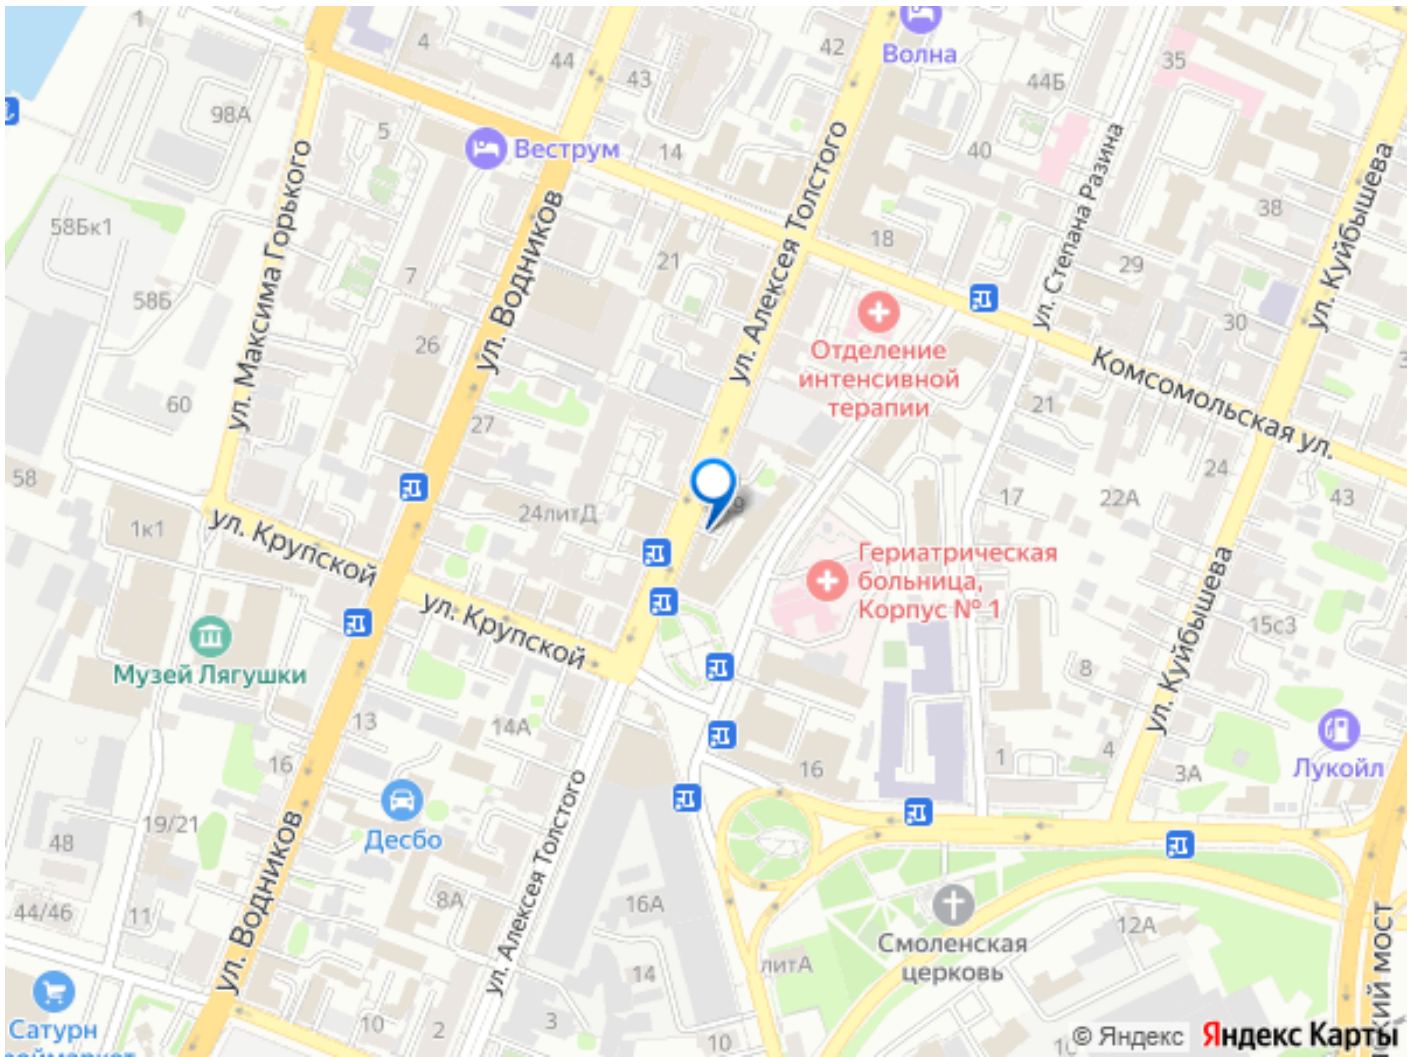 1
4
44
43
42
Волна
35
44Б
98А
5
Веструм
14
40
ул. Максима Горького
ул. Водников
ул. Алексея Толстого
ул. Степана Разина
ул. Куйбышева
58Бк1
38
18
21
7
29
58Б
30
26
Отделение
интенсивной
терапии
Комсомольская ул.
60
21
27
24
58
17
22А
43
24литД
1к1
ул. Крупской
Гериатрическая
больница,
Корпус № 1
ул. Крупской
15с3
Музей Лягушки
8
ул. Куйбышева
13
14А
16
16
1
4
3А
Лукойл
Десбо
19/21
48
ул. Водников
ул. Алексея Толстого
8А
16А
44/46
11
12А
Смоленская
церковь
литА
14
Сатурн
10
2
3
10
© Яндекс
Яндекс Карты